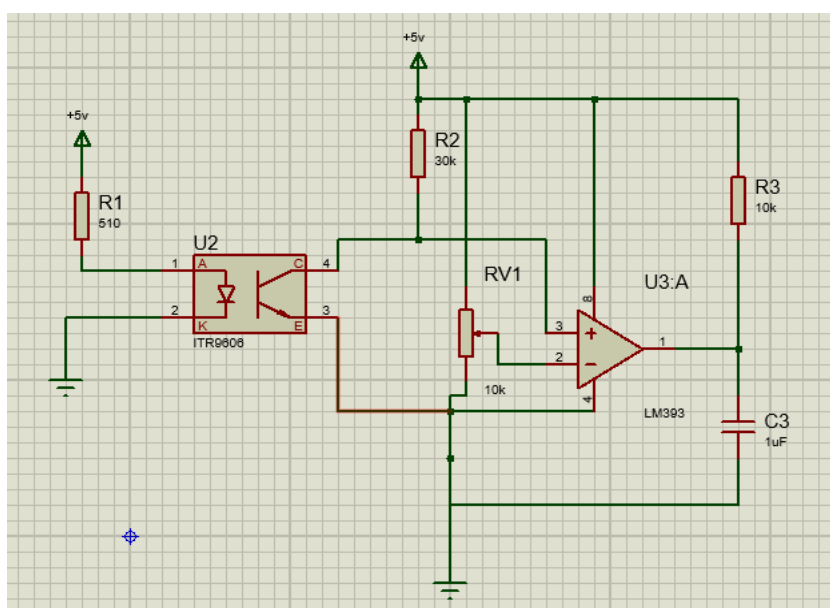 +5v
+5v
R2
30k
R1
510
R3
10k
U2
1
A
C
4
2
K
E
3
ITR9606
RV1
10k
U3:A
8
3
+
2
−
1
4
LM393
C3
1uF